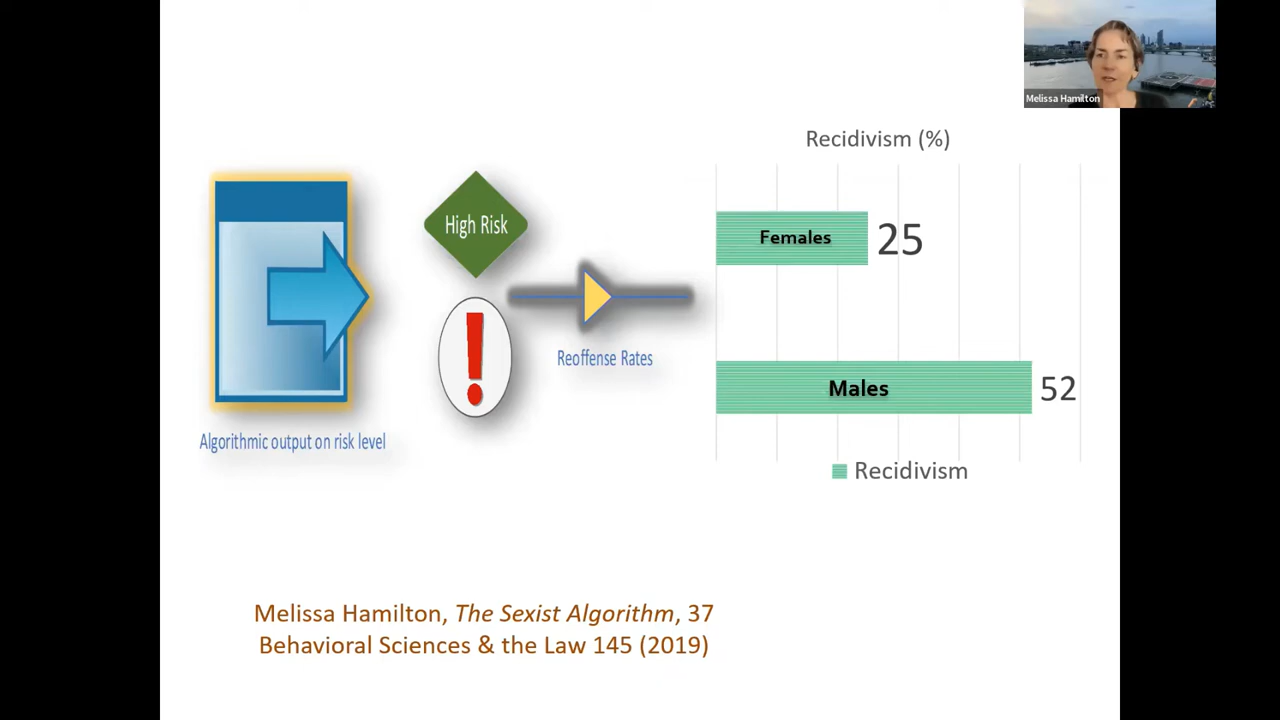 Melissa Hamilton
Recidivism (%)
High Risk
Females
25
Reoffense Rates
Males
52
Algorithmic output on risk level
Recidivism
Melissa Hamilton, The Sexist Algorithm, 37
Behavioral Sciences & the Law 145 (2019)